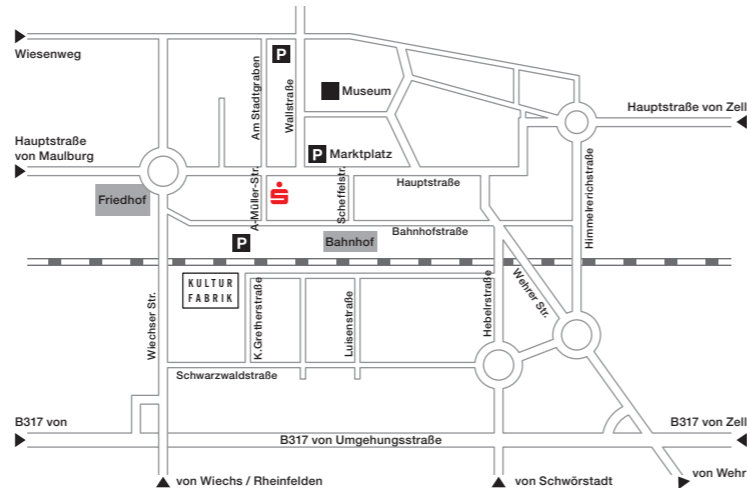 Wiesenweg
Am Stadtgraben
P
Wallstraße
Museum
Hauptstraße von Zell
Hauptstraße
von Maulburg
P Marktplatz
Friedhof
A-Müller-Str.
Scheffelstr.
Hauptstraße
Himmelreichstraße
Bahnhofstraße
P
Bahnhof
KULTUR
FABRIK
Wiechser Str.
K.Gretherstraße
Luisenstraße
Hebelstraße
Wehrer Str.
Schwarzwaldstraße
B317 von
B317 von Umgehungsstraße
B317 von Zell
von Wiechs / Rheinfelden
von Schwörstadt
von Wehr